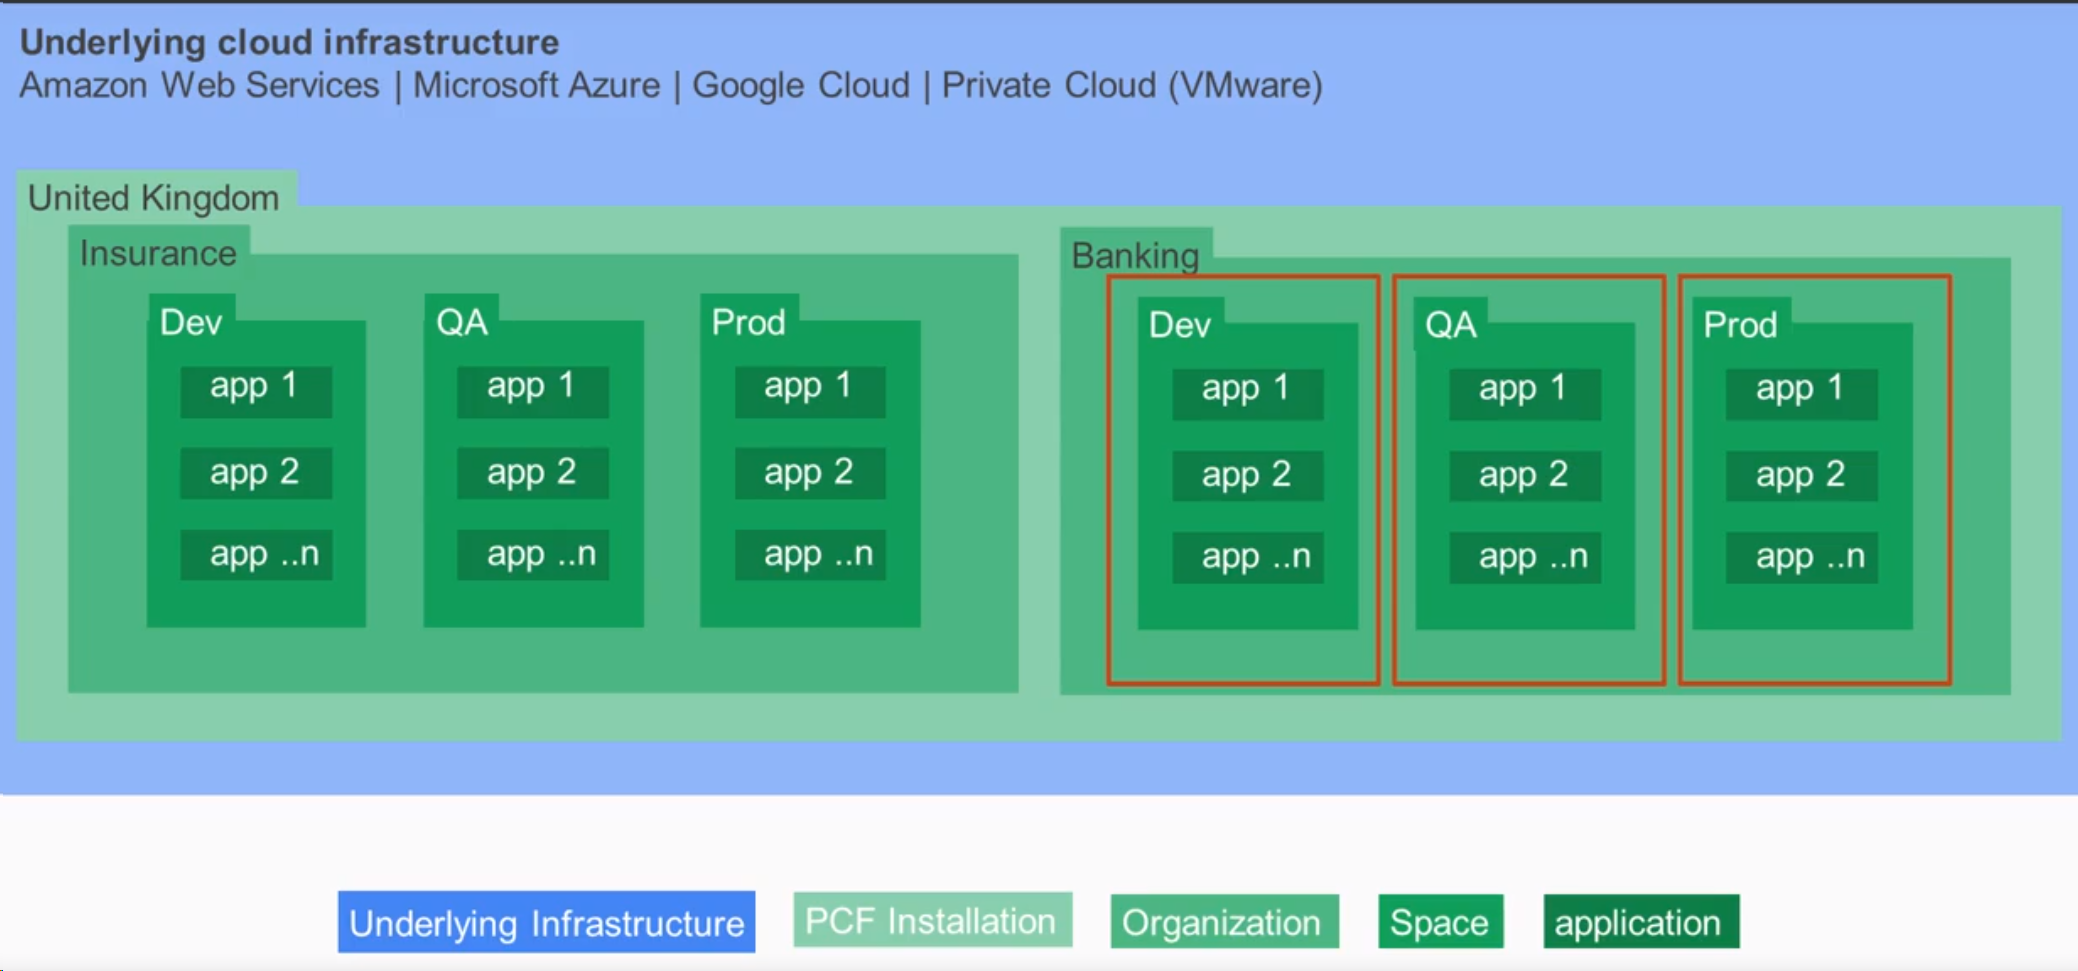 Underlying cloud infrastructure
Amazon Web Services | Microsoft Azure | Google Cloud | Private Cloud (VMware)
United Kingdom
Insurance
Dev
app 1
app 2
app ..n
QA
app 1
app 2
app ..n
Prod
app 1
app 2
app ..n
Banking
Dev
app 1
app 2
app ..n
QA
app 1
app 2
app ..n
Prod
app 1
app 2
app ..n
Underlying Infrastructure
PCF Installation
Organization
Space
application